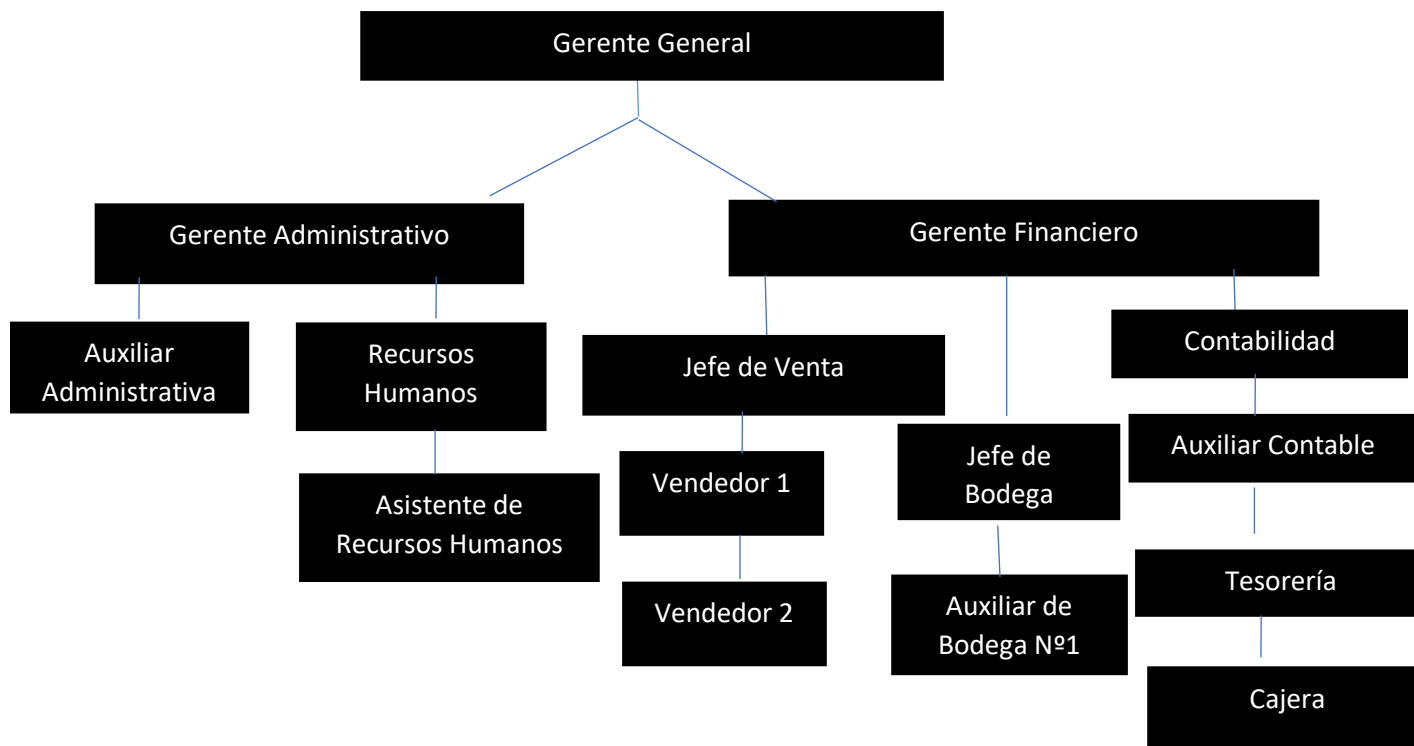 Gerente General
Gerente Administrativo
Gerente Financiero
Auxiliar
Administrativa
Recursos
Humanos
Asistente de
Recursos Humanos
Jefe de Venta
Vendedor 1
Vendedor 2
Jefe de
Bodega
Auxiliar de
Bodega Nº1
Contabilidad
Auxiliar Contable
Tesorería
Cajera